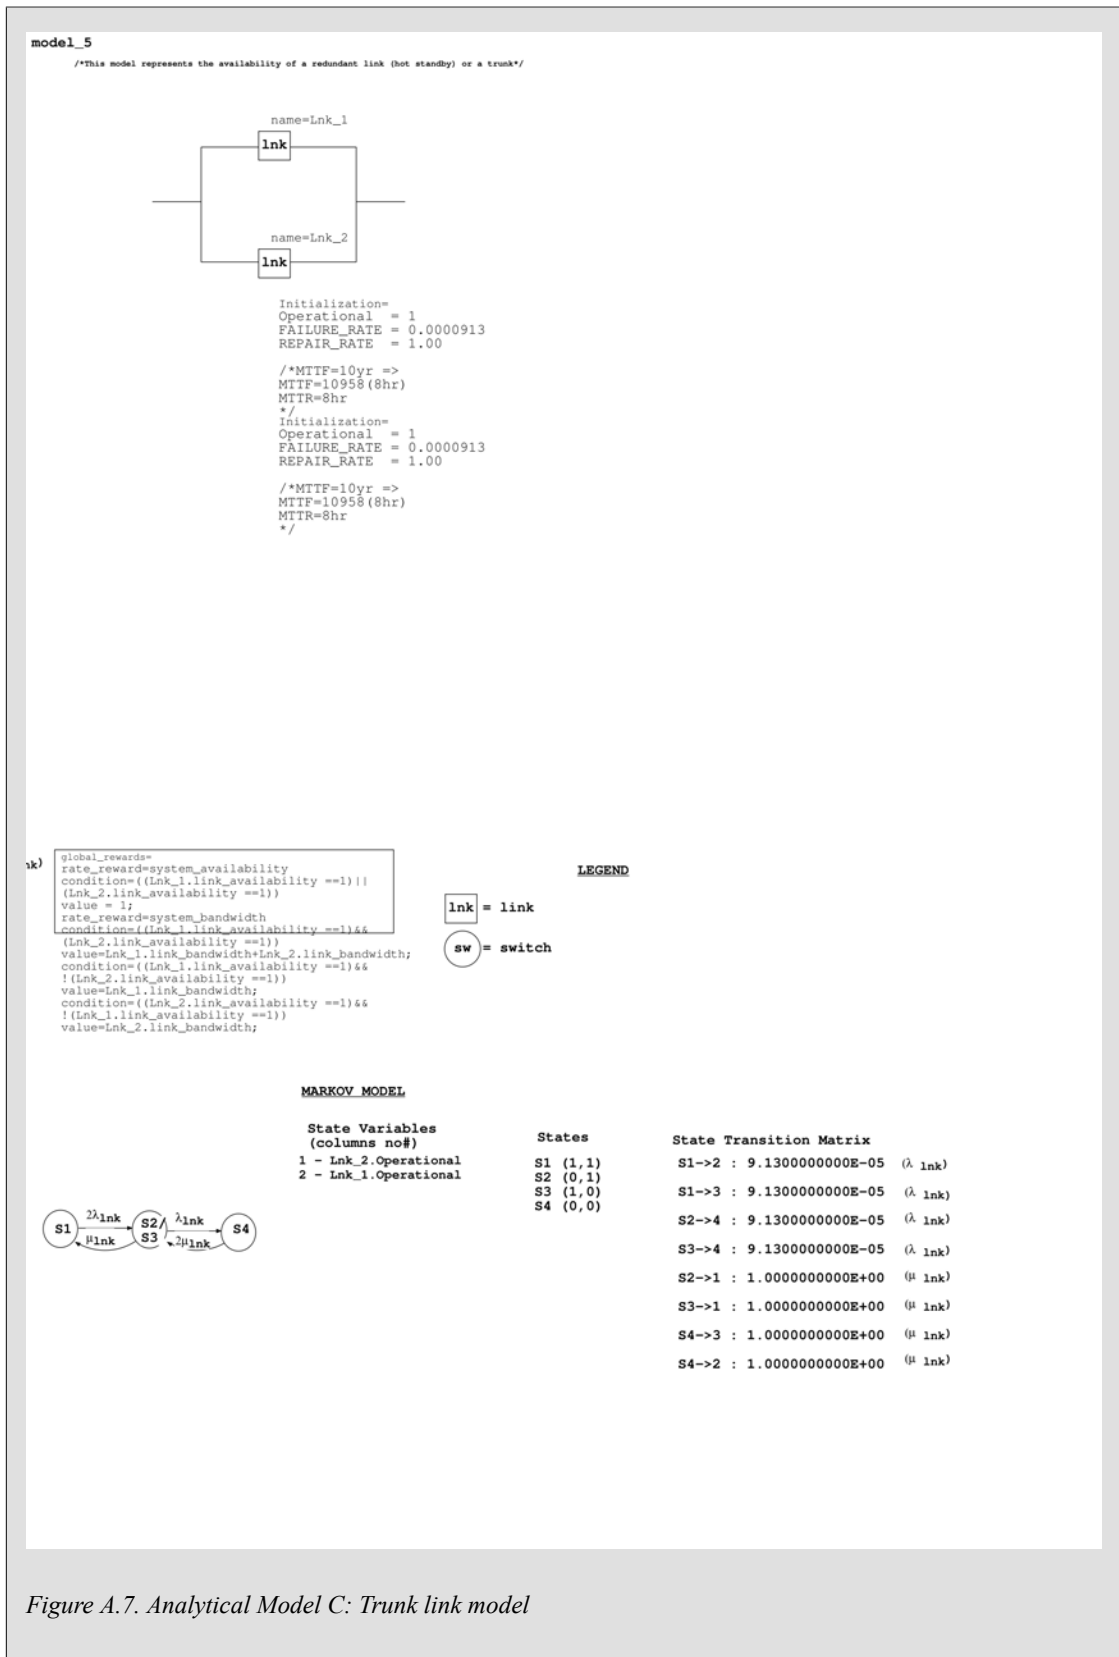 model_5
/*This model represents the availability of a redundant link (hot standby) or a trunk*/
name=Lnk_1
lnk
name=Lnk_2
lnk
Initialization=
Operational = 1
FAILURE_RATE = 0.0000913
REPAIR_RATE = 1.00
/*MTTF=10yr =>
MTTF=10958(8hr)
MTTR=8hr
*/
Initialization=
Operational = 1
FAILURE_RATE = 0.0000913
REPAIR_RATE = 1.00
/*MTTF=10yr =>
MTTF=10958(8hr)
MTTR=8hr
*/
nk)
global_rewards=
rate_reward=system_availability
condition=((Lnk_1.link_availability ==1)||
(Lnk_2.link_availability ==1))
value = 1;
rate_reward=system_bandwidth
condition=((Lnk_1.link_availability ==1)&&
(Lnk_2.link_availability ==1))
value=Lnk_1.link_bandwidth+Lnk_2.link_bandwidth;
condition=((Lnk_1.link_availability ==1)&&
!(Lnk_2.link_availability ==1))
value=Lnk_1.link_bandwidth;
condition=((Lnk_2.link_availability ==1)&&
!(Lnk_1.link_availability ==1))
value=Lnk_2.link_bandwidth;
LEGEND
lnk = link
sw = switch
MARKOV MODEL
State Variables
(columns no#)
1 - Lnk_2.Operational
2 - Lnk_1.Operational
States
S1 (1,1)
S2 (0,1)
S3 (1,0)
S4 (0,0)
State Transition Matrix
S1->2 : 9.1300000000E-05 (λ lnk)
S1->3 : 9.1300000000E-05 (λ lnk)
S2->4 : 9.1300000000E-05 (λ lnk)
S3->4 : 9.1300000000E-05 (λ lnk)
S2->1 : 1.0000000000E+00 (μ lnk)
S3->1 : 1.0000000000E+00 (μ lnk)
S4->3 : 1.0000000000E+00 (μ lnk)
S4->2 : 1.0000000000E+00 (μ lnk)
S1
2λlnk
μlnk
S2/
S3
λlnk
2μlnk
S4
Figure A.7. Analytical Model C: Trunk link model